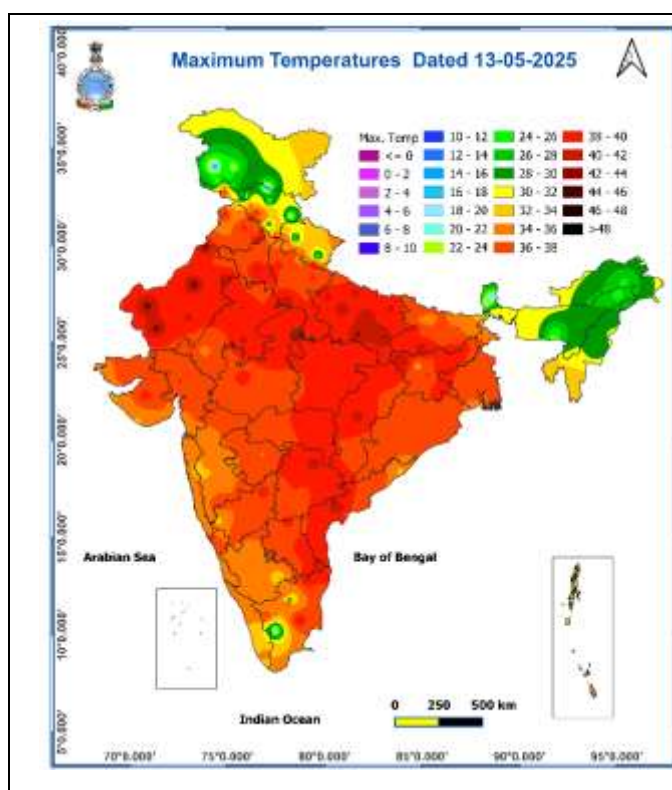 Maximum Temperatures Dated 13-05-2025
Max. Temp
<= 0
0 - 2
2 - 4
4 - 6
6 - 8
8 - 10
10 - 12
12 - 14
14 - 16
16 - 18
18 - 20
20 - 22
22 - 24
24 - 26
26 - 28
28 - 30
30 - 32
32 - 34
34 - 36
36 - 38
38 - 40
40 - 42
42 - 44
44 - 46
46 - 48
>48
40°0.000'
35°0.000'
30°0.000'
25°0.000'
20°0.000'
15°0.000'
10°0.000'
5°0.000'
Arabian Sea
Bay of Bengal
Indian Ocean
0 250 500 km
70°0.000' 75°0.000' 80°0.000' 85°0.000' 90°0.000' 95°0.000'